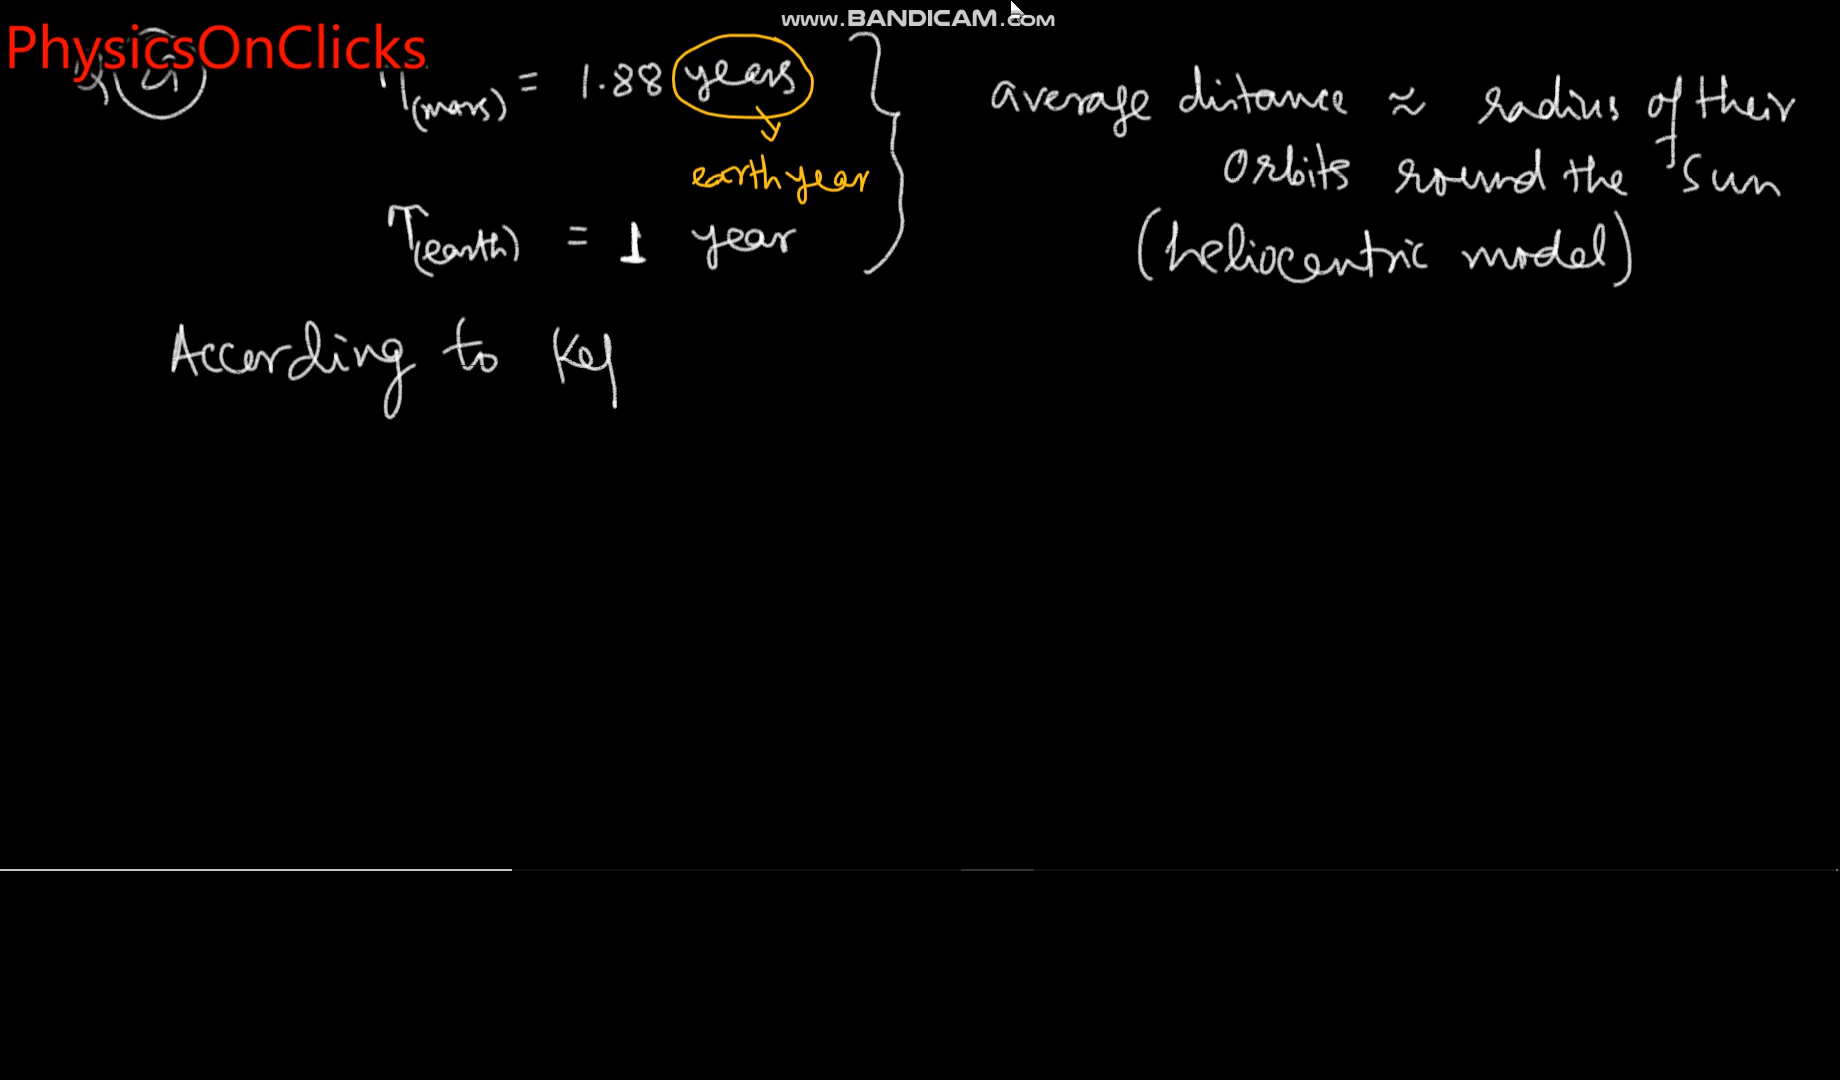 www.BANDICAM.com
PhysicsOnClicks
T(mars) = 1.88 years
earth year
T(earth) = 1 year
average distance ≈ radius of their
orbits round the sun
(heliocentric model)
According to Kep